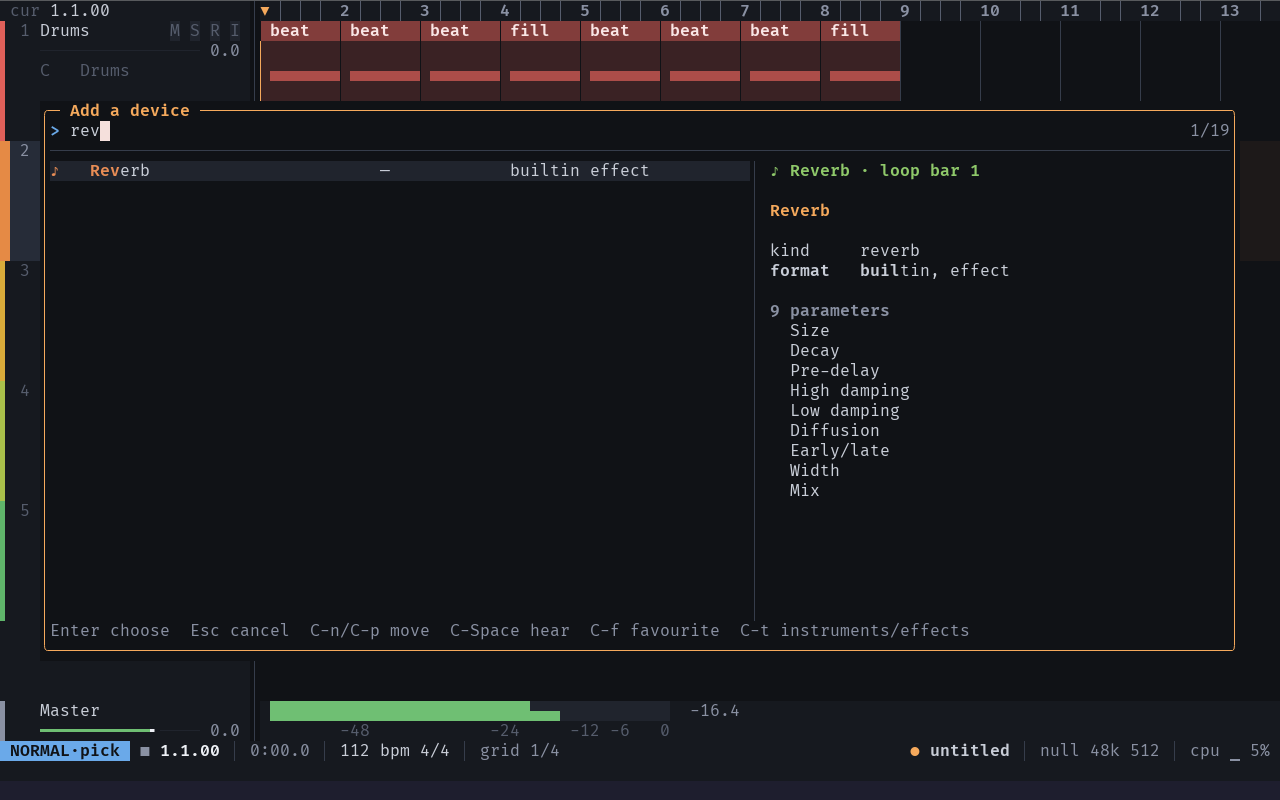 cur 1.1.00 ▼ 2 3 4 5 6 7 8 9 10 11 12 13
1 Drums M S R I beat beat beat fill beat beat beat fill
0.0
C Drums
Add a device
> rev 1/19
2
♪ Reverb — builtin effect ♪ Reverb · loop bar 1
Reverb
kind reverb
3 format builtin, effect
9 parameters
Size
Decay
Pre-delay
4 High damping
Low damping
Diffusion
Early/late
Width
Mix
5
Enter choose Esc cancel C-n/C-p move C-Space hear C-f favourite C-t instruments/effects
Master -16.4
0.0 -48 -24 -12 -6 0
NORMAL·pick ■ 1.1.00 0:00.0 112 bpm 4/4 grid 1/4 ● untitled null 48k 512 cpu _ 5%